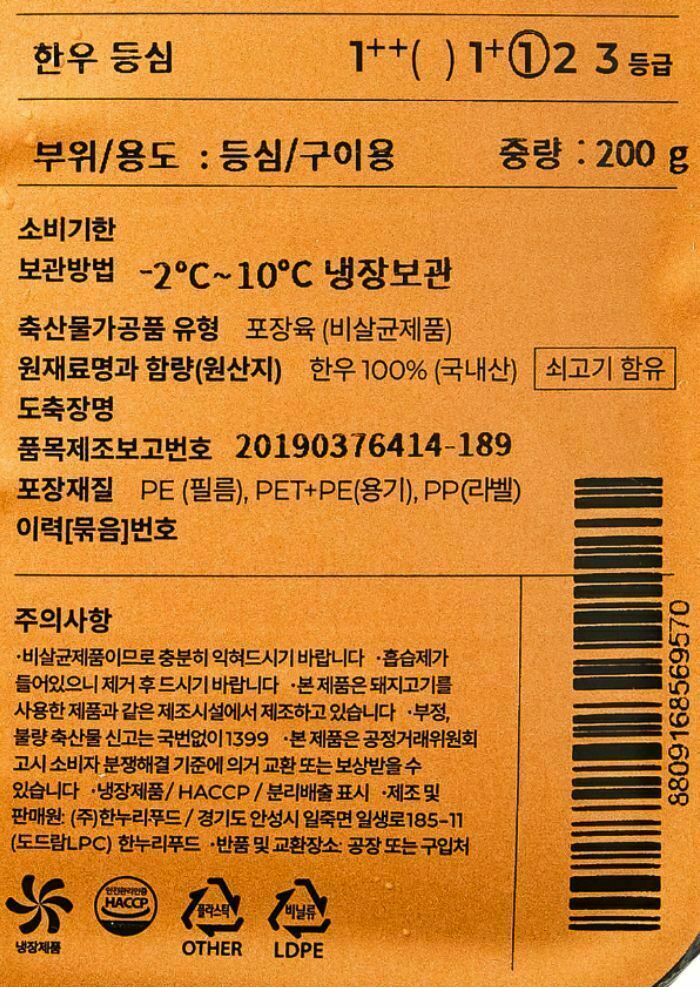 한우 등심 1++( ) 1+ ① 2 3 등급
부위/용도 : 등심/구이용 중량 : 200 g
소비기한
보관방법 -2°C~10°C 냉장보관
축산물가공품 유형 포장육 (비살균제품)
원재료명과 함량(원산지) 한우 100% (국내산) 쇠고기 함유
도축장명
품목제조보고번호 20190376414-189
포장재질 PE (필름), PET+PE(용기), PP(라벨)
이력[묶음]번호
주의사항
·비살균제품이므로 충분히 익혀드시기 바랍니다 ·흡습제가
들어있으니 제거 후 드시기 바랍니다 ·본 제품은 돼지고기를
사용한 제품과 같은 제조시설에서 제조하고 있습니다 ·부정,
불량 축산물 신고는 국번없이 1399 ·본 제품은 공정거래위원회
고시 소비자 분쟁해결 기준에 의거 교환 또는 보상받을 수
있습니다 ·냉장제품 / HACCP / 분리배출 표시 ·제조 및
판매원: (주)한누리푸드 / 경기도 안성시 일죽면 일생로185-11
(도드람LPC) 한누리푸드 ·반품 및 교환장소: 공장 또는 구입처
8809168569570
냉장제품
안전관리인증
HACCP
플라스틱
OTHER
비닐류
LDPE